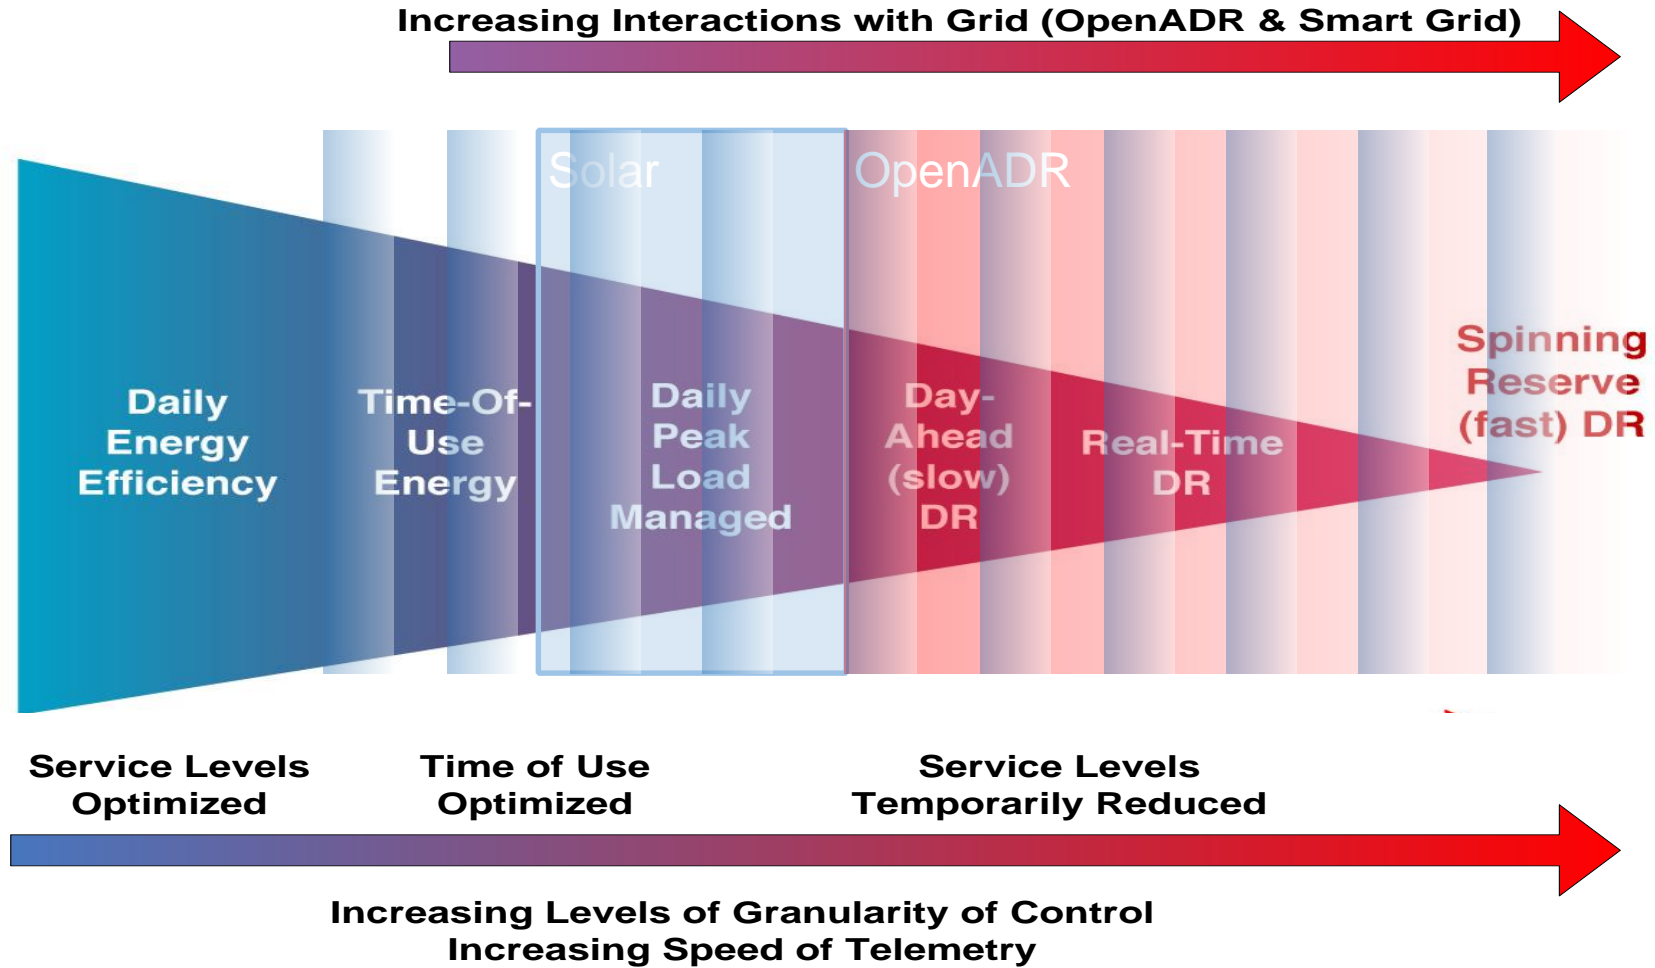 Increasing Interactions with Grid (OpenADR & Smart Grid)
Solar
OpenADR
Daily
Energy
Efficiency
Time-Of-
Use
Energy
Daily
Peak
Load
Managed
Day-
Ahead
(slow)
DR
Real-Time
DR
Spinning
Reserve
(fast) DR
Service Levels
Optimized
Time of Use
Optimized
Service Levels
Temporarily Reduced
Increasing Levels of Granularity of Control
Increasing Speed of Telemetry